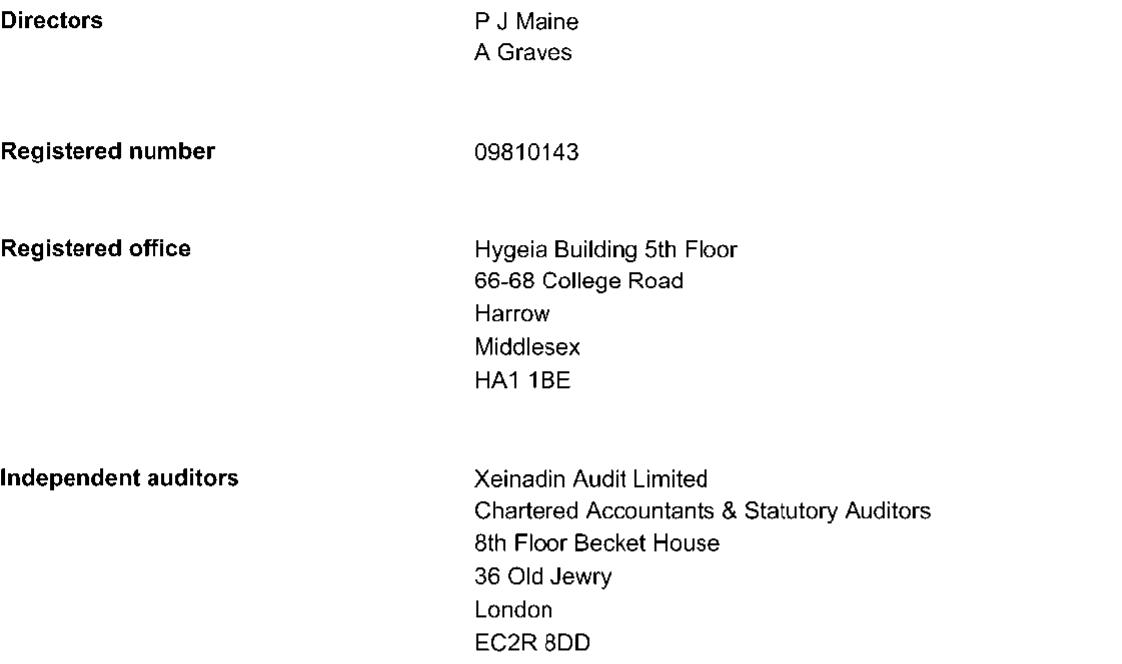 Directors P J Maine
A Graves
Registered number 09810143
Registered office Hygeia Building 5th Floor
66-68 College Road
Harrow
Middlesex
HA1 1BE
Independent auditors Xeinadin Audit Limited
Chartered Accountants & Statutory Auditors
8th Floor Becket House
36 Old Jewry
London
EC2R 8DD